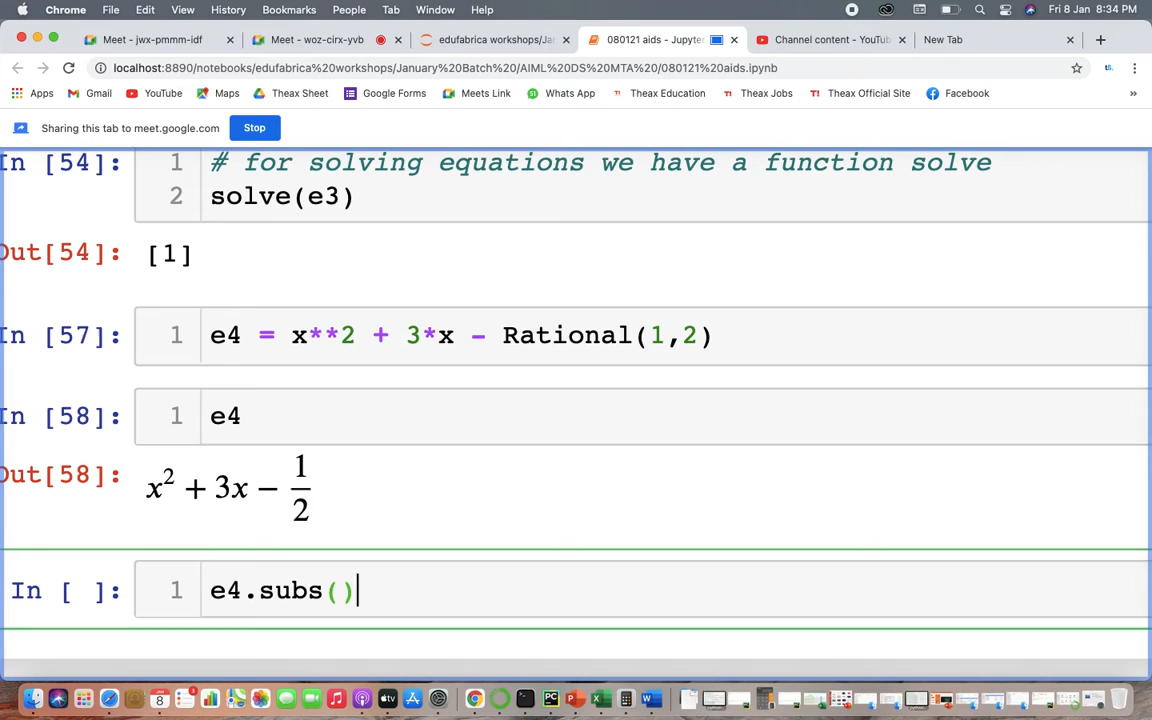 Chrome File Edit View History Bookmarks People Tab Window Help Fri 8 Jan 8:34 PM
Meet - jwx-pmmm-idf Meet - woz-cirx-yvb edufabrica workshops/Jan 080121 aids - Jupyter Channel content - YouTub New Tab
localhost:8890/notebooks/edufabrica%20workshops/January%20Batch%20/AIML%20DS%20MTA%20/080121%20aids.ipynb
Apps Gmail YouTube Maps Theax Sheet Google Forms Meets Link Whats App Theax Education Theax Jobs Theax Official Site Facebook »
Sharing this tab to meet.google.com Stop
In [54]: 1 # for solving equations we have a function solve
2 solve(e3)
Out[54]: [1]
In [57]: 1 e4 = x**2 + 3*x - Rational(1,2)
In [58]: 1 e4
Out[58]: x² + 3x − 1/2
In [ ]: 1 e4.subs()